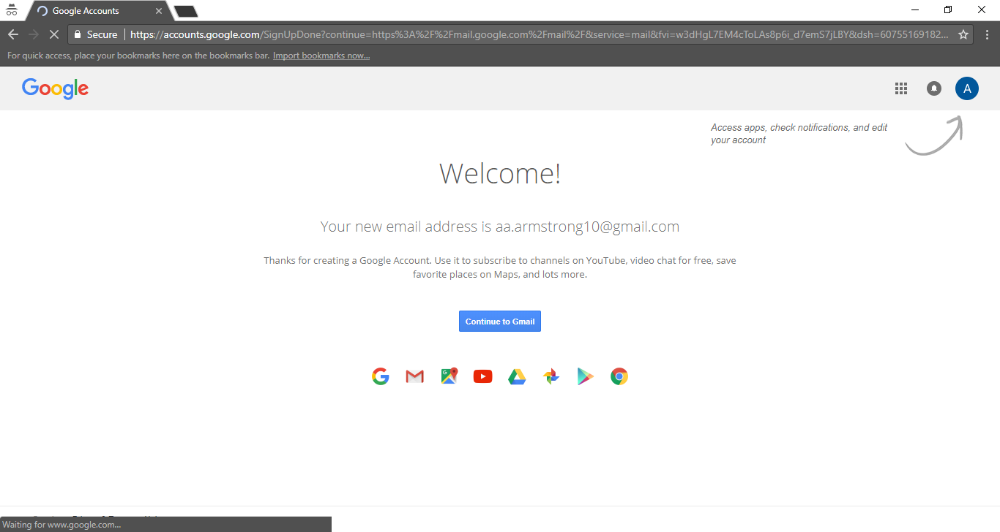 Google Accounts
Secure
https://accounts.google.com/SignUpDone?continue=https%3A%2F%2Fmail.google.com%2Fmail%2F&service=mail&fvi=w3dHgL7EM4cToLAs8p6i_d7emS7jLBY&dsh=60755169182...
For quick access, place your bookmarks here on the bookmarks bar. Import bookmarks now...
Google
A
Access apps, check notifications, and edit
your account
Welcome!
Your new email address is aa.armstrong10@gmail.com
Thanks for creating a Google Account. Use it to subscribe to channels on YouTube, video chat for free, save
favorite places on Maps, and lots more.
Continue to Gmail
Waiting for www.google.com...